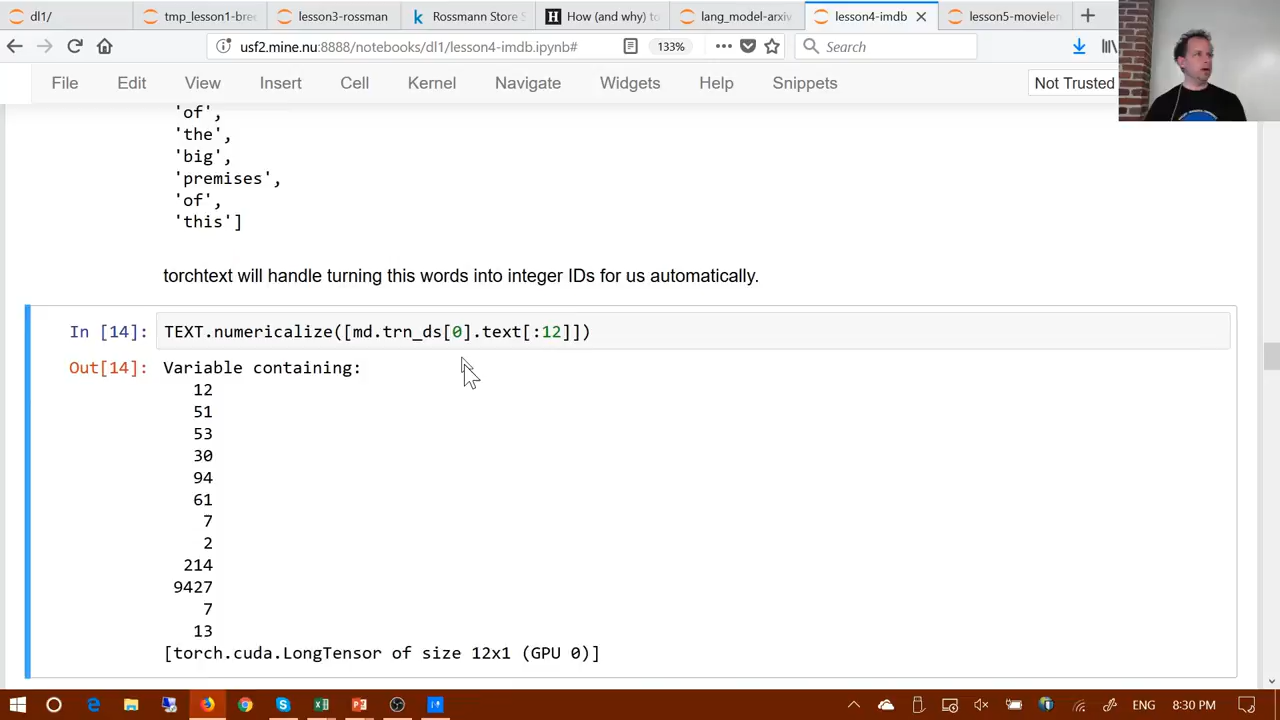 dl1/
tmp_lesson1-bree
lesson3-rossman
Rossmann Store S
How (and why) to
lang_model-arxiv
lesson4-imdb
lesson5-movielen
usf2.mine.nu:8888/notebooks/dl1/lesson4-imdb.ipynb#
133%
Search
File
Edit
View
Insert
Cell
Kernel
Navigate
Widgets
Help
Snippets
Not Trusted
'of',
'the',
'big',
'premises',
'of',
'this']
torchtext will handle turning this words into integer IDs for us automatically.
In [14]: TEXT.numericalize([md.trn_ds[0].text[:12]])
Out[14]: Variable containing:
12
51
53
30
94
61
7
2
214
9427
7
13
[torch.cuda.LongTensor of size 12x1 (GPU 0)]
ENG
8:30 PM